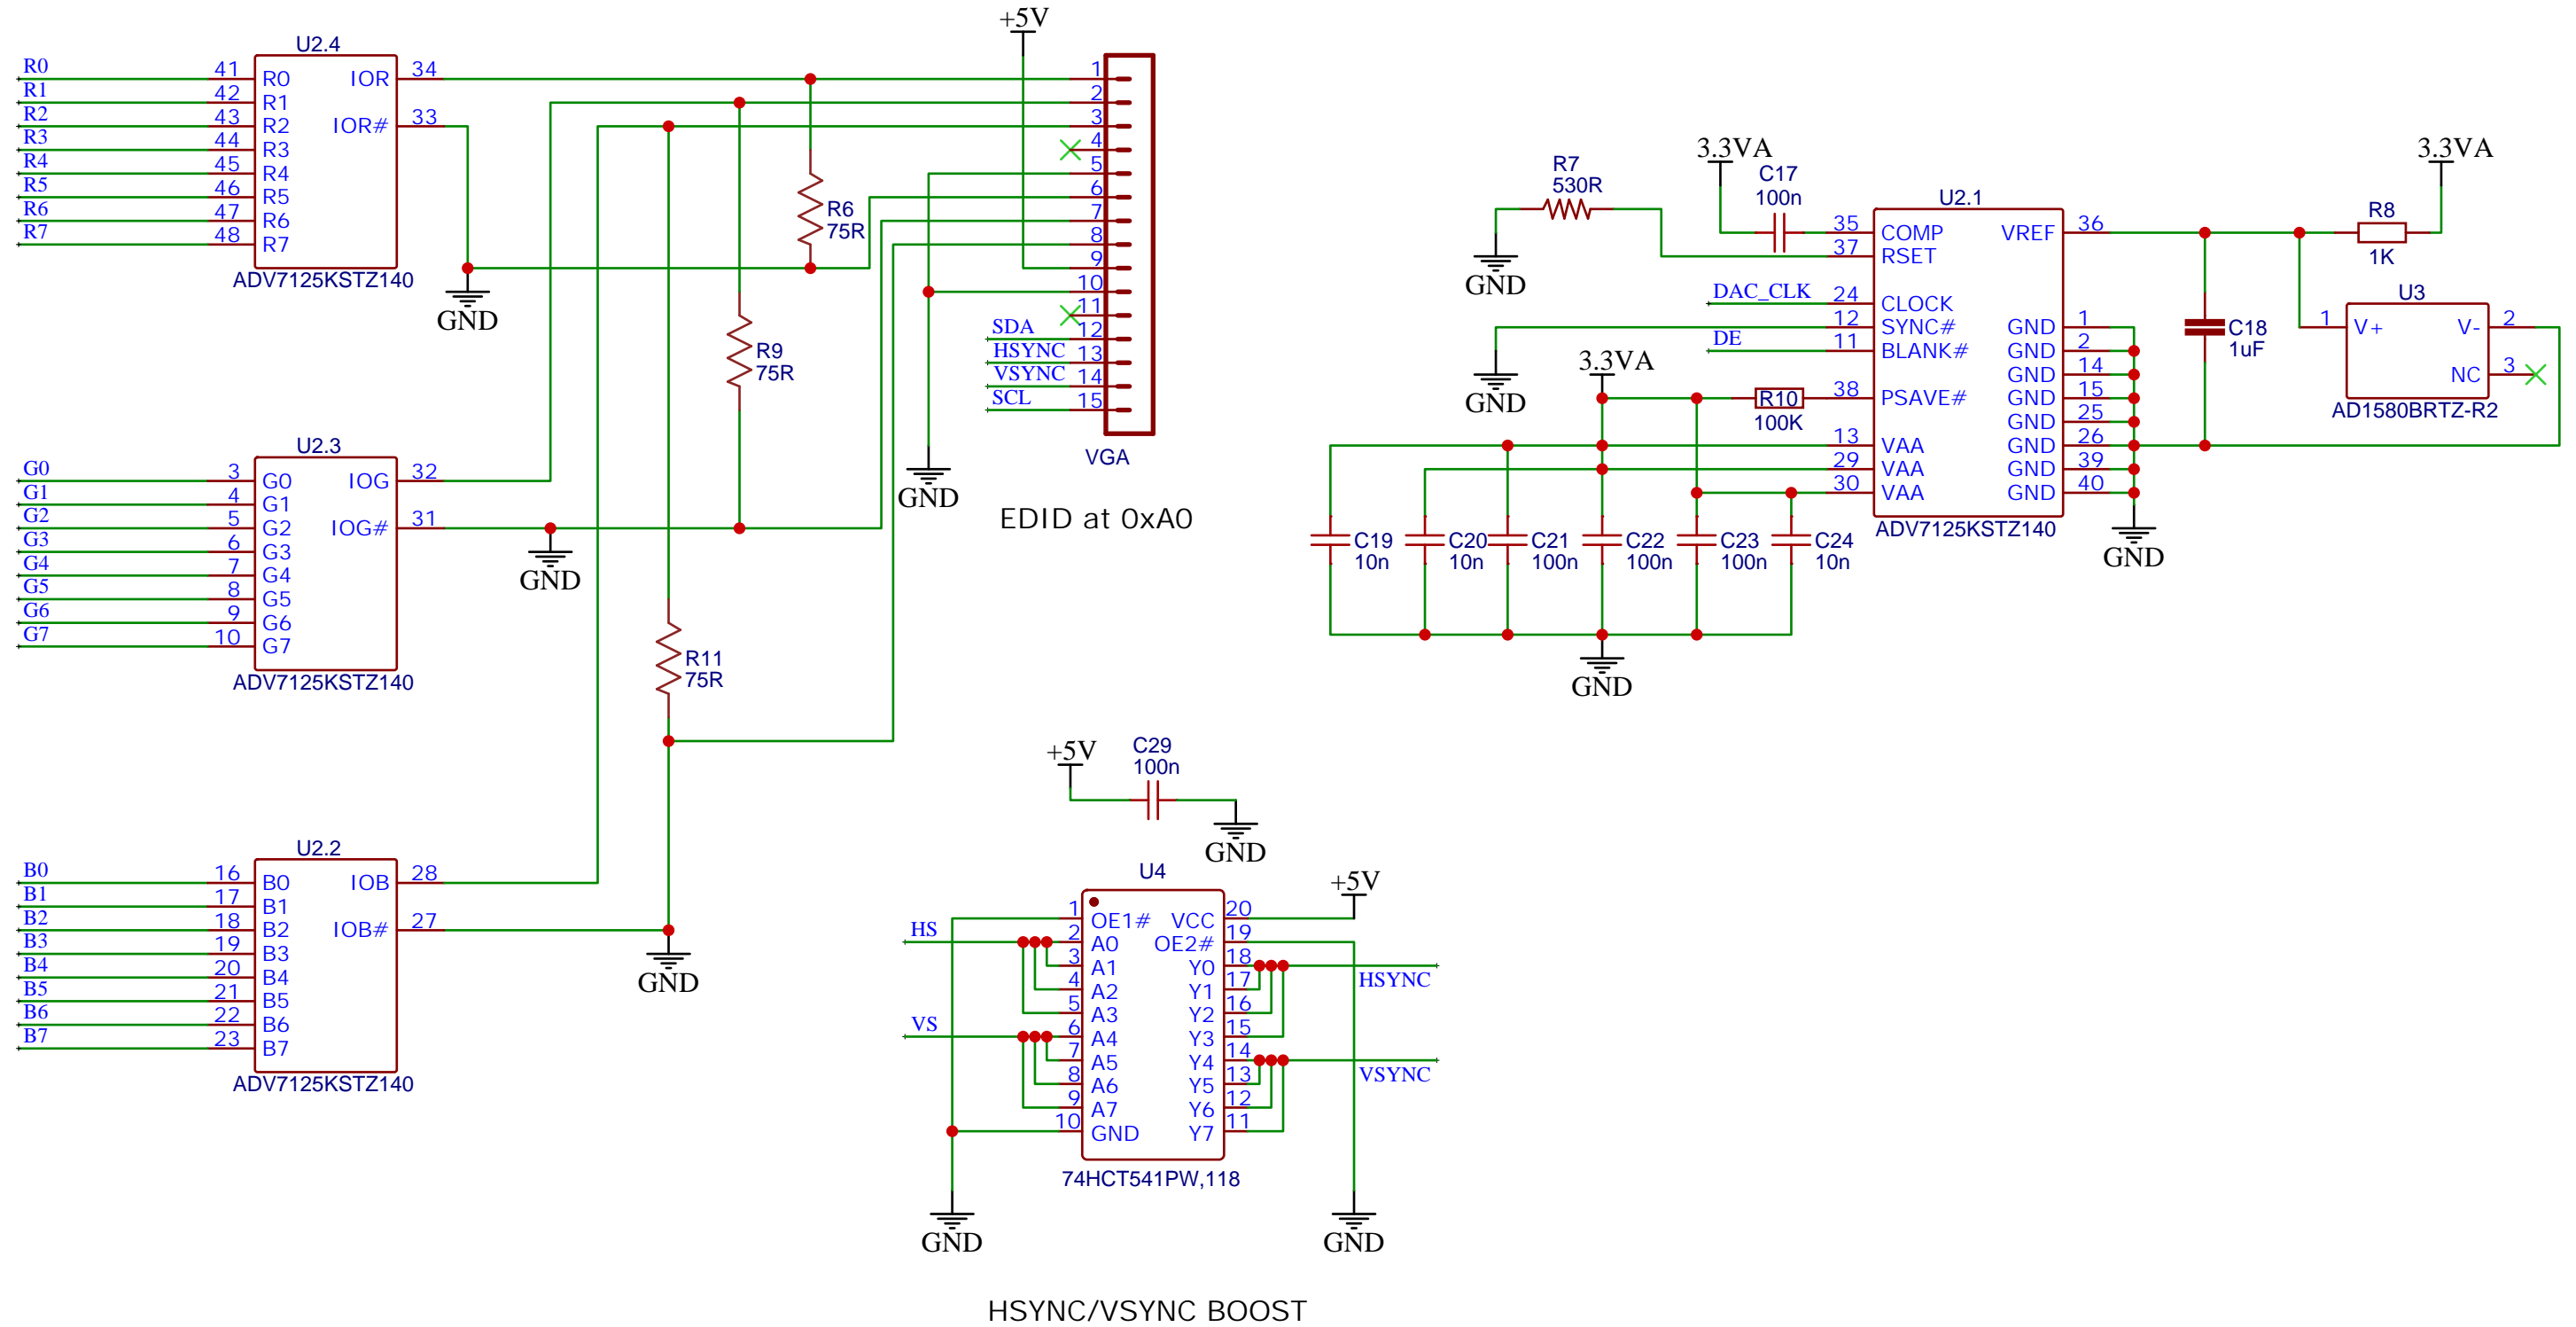 U2.4
R0 41 R0 IOR 34
R1 42 R1
R2 43 R2 IOR# 33
R3 44 R3
R4 45 R4
R5 46 R5
R6 47 R6
R7 48 R7
ADV7125KSTZ140
GND
R6
75R
R9
75R
R11
75R
U2.3
G0 3 G0 IOG 32
G1 4 G1
G2 5 G2 IOG# 31
G3 6 G3
G4 7 G4
G5 8 G5
G6 9 G6
G7 10 G7
ADV7125KSTZ140
GND
U2.2
B0 16 B0 IOB 28
B1 17 B1
B2 18 B2 IOB# 27
B3 19 B3
B4 20 B4
B5 21 B5
B6 22 B6
B7 23 B7
ADV7125KSTZ140
GND
+5V
1
2
3
4
5
6
7
8
9
10
11
SDA 12
HSYNC 13
VSYNC 14
SCL 15
VGA
GND
EDID at 0xA0
+5V
C29
100n
GND
U4
+5V
1 OE1# VCC 20
HS 2 A0 OE2# 19
3 A1 Y0 18 HSYNC
4 A2 Y1 17
5 A3 Y2 16
VS 6 A4 Y3 15
7 A5 Y4 14 VSYNC
8 A6 Y5 13
9 A7 Y6 12
10 GND Y7 11
74HCT541PW,118
GND
GND
HSYNC/VSYNC BOOST
R7
530R
GND
3.3VA
C17
100n
U2.1
35 COMP VREF 36
37 RSET
DAC_CLK 24 CLOCK
12 SYNC# GND 1
DE 11 BLANK# GND 2
GND 14
38 PSAVE# GND 15
GND 25
13 VAA GND 26
29 VAA GND 39
30 VAA GND 40
ADV7125KSTZ140
GND
GND
3.3VA
R10
100K
C19
10n
C20
10n
C21
100n
C22
100n
C23
100n
C24
10n
GND
3.3VA
R8
1K
C18
1uF
U3
1 V+ V- 2
NC 3
AD1580BRTZ-R2